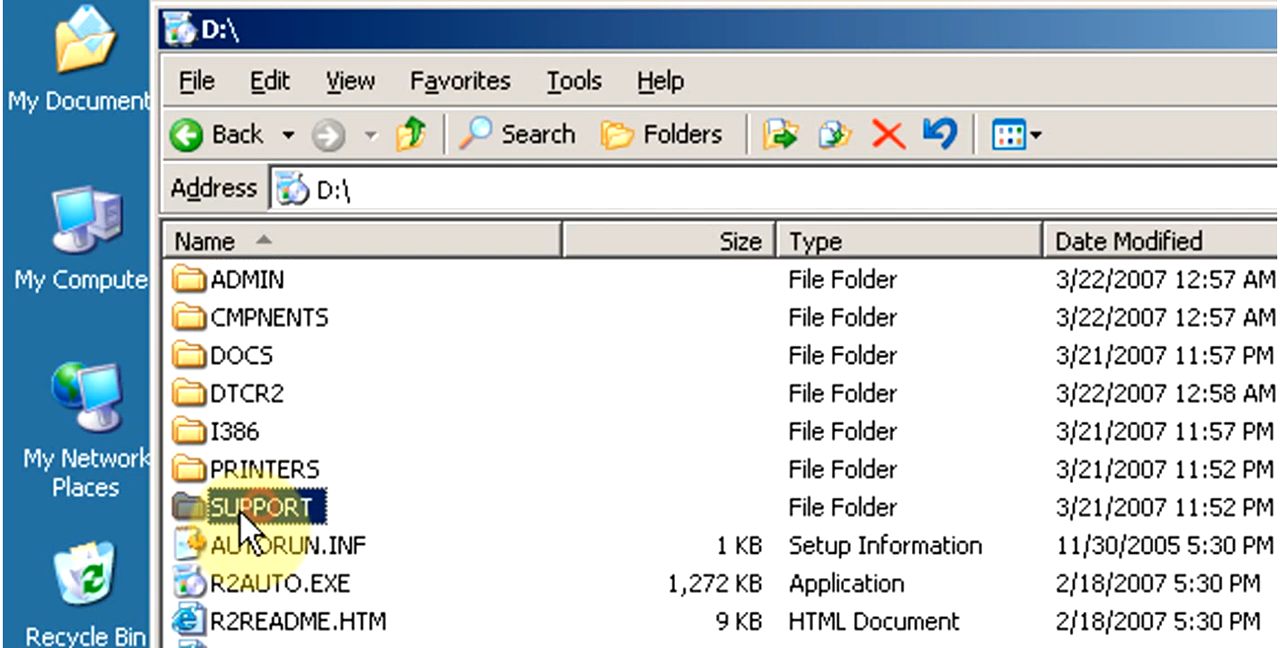 My Document
My Compute
My Network
Places
Recycle Bin
D:\
File Edit View Favorites Tools Help
Back Search Folders
Address D:\
Name Size Type Date Modified
ADMIN File Folder 3/22/2007 12:57 AM
CMPNENTS File Folder 3/22/2007 12:57 AM
DOCS File Folder 3/21/2007 11:57 PM
DTCR2 File Folder 3/22/2007 12:58 AM
I386 File Folder 3/21/2007 11:57 PM
PRINTERS File Folder 3/21/2007 11:52 PM
SUPPORT File Folder 3/21/2007 11:52 PM
AUTORUN.INF 1 KB Setup Information 11/30/2005 5:30 PM
R2AUTO.EXE 1,272 KB Application 2/18/2007 5:30 PM
R2README.HTM 9 KB HTML Document 2/18/2007 5:30 PM